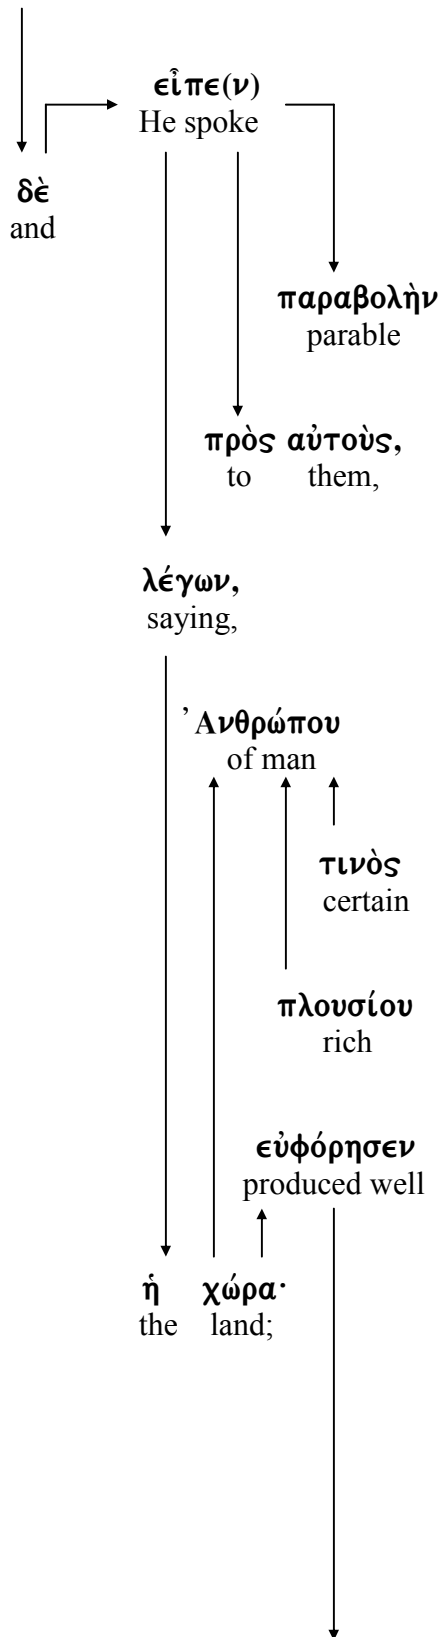 εἶπε(ν)
He spoke
δὲ
and
παραβολὴν
parable
πρὸς αὐτοὺς,
to them,
λέγων,
saying,
᾿Ανθρώπου
of man
τινὸς
certain
πλουσίου
rich
εὐφόρησεν
produced well
ἡ χώρα·
the land;